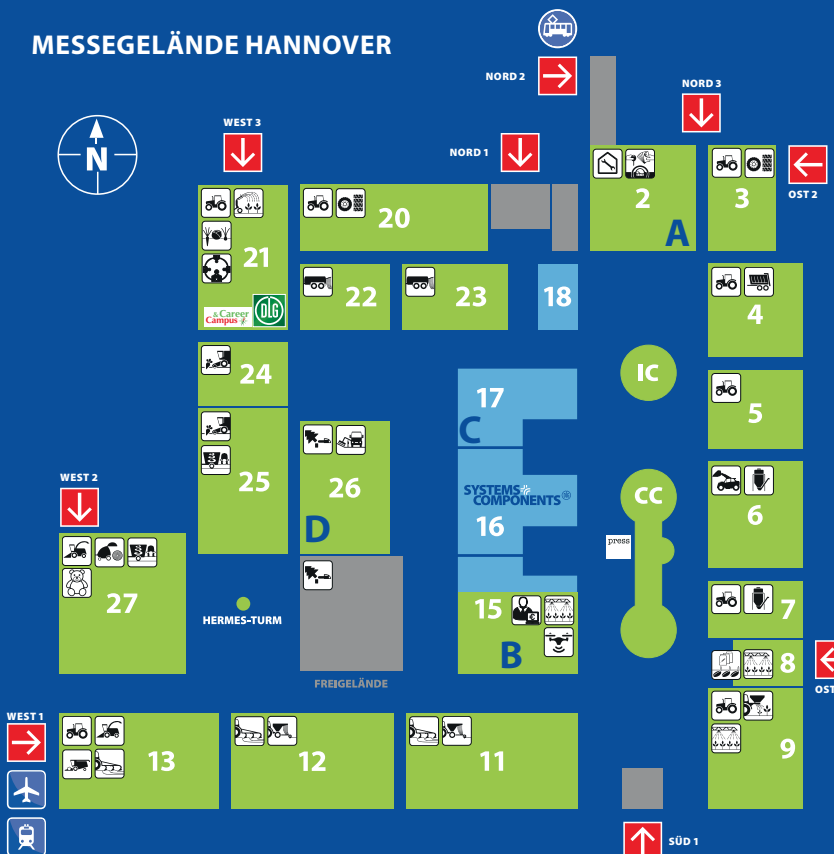 MESSEGELÄNDE HANNOVER
NORD 2
NORD 3
WEST 3
NORD 1
N
OST 2
2
A
3
20
21
22
23
18
4
& Career
Campus
DLG
IC
24
17
C
5
25
26
D
SYSTEMS
COMPONENTS
16
CC
6
WEST 2
press
27
HERMES-TURM
15
B
7
8
FREIGELÄNDE
OST
WEST 1
13
12
11
9
SÜD 1